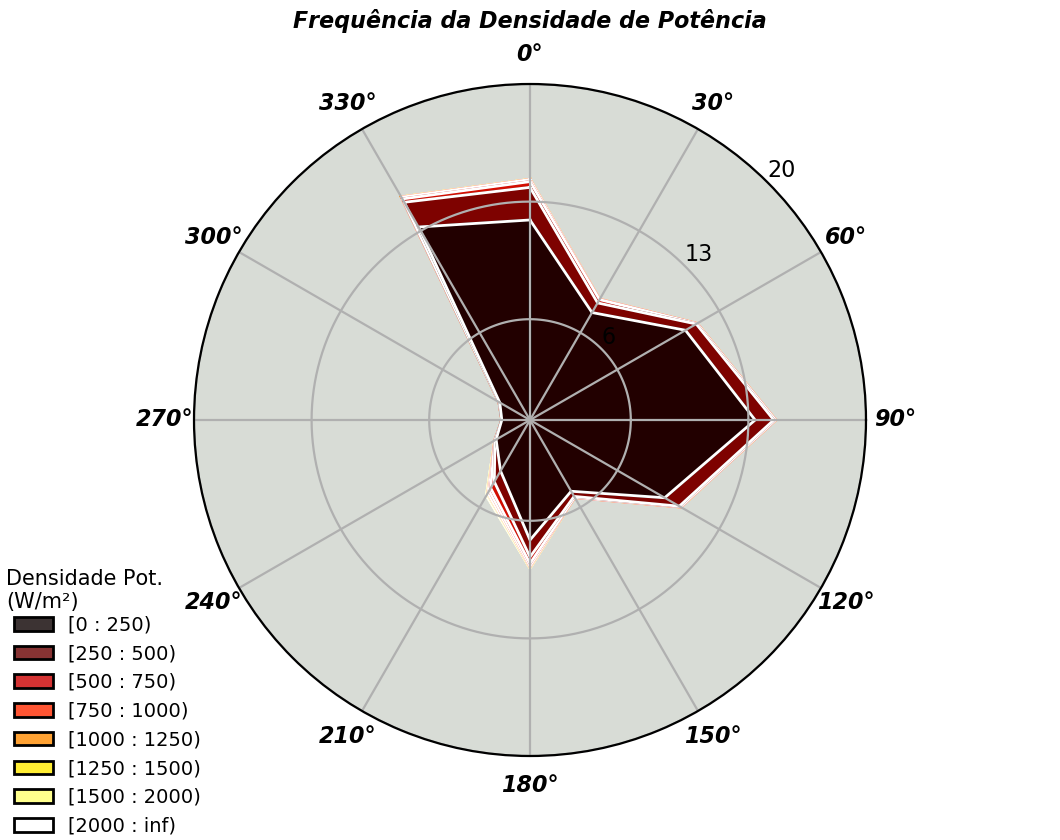 Frequência da Densidade de Potência
0°
330°
30°
20
300°
60°
13
6
270°
90°
240°
120°
210°
150°
180°
Densidade Pot.
(W/m²)
[0 : 250)
[250 : 500)
[500 : 750)
[750 : 1000)
[1000 : 1250)
[1250 : 1500)
[1500 : 2000)
[2000 : inf)